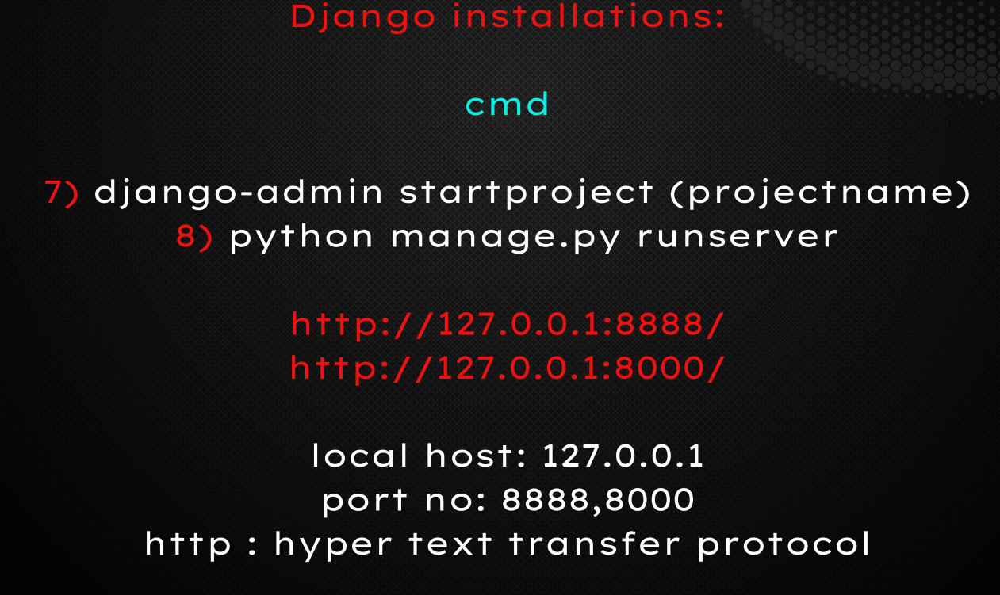 Django installations:
cmd
7) django-admin startproject (projectname)
8) python manage.py runserver
http://127.0.0.1:8888/
http://127.0.0.1:8000/
local host: 127.0.0.1
port no: 8888,8000
http : hyper text transfer protocol